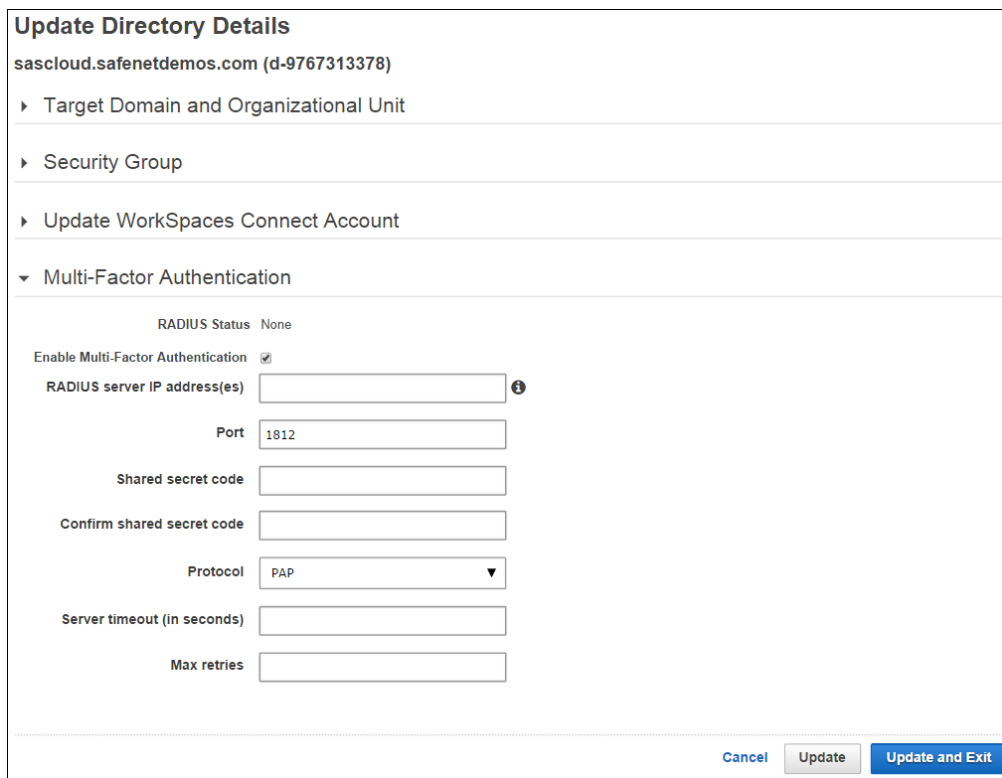 Update Directory Details
sascloud.safenetdemos.com (d-9767313378)
Target Domain and Organizational Unit
Security Group
Update WorkSpaces Connect Account
Multi-Factor Authentication
RADIUS Status None
Enable Multi-Factor Authentication
RADIUS server IP address(es)
Port 1812
Shared secret code
Confirm shared secret code
Protocol PAP
Server timeout (in seconds)
Max retries
Cancel Update Update and Exit